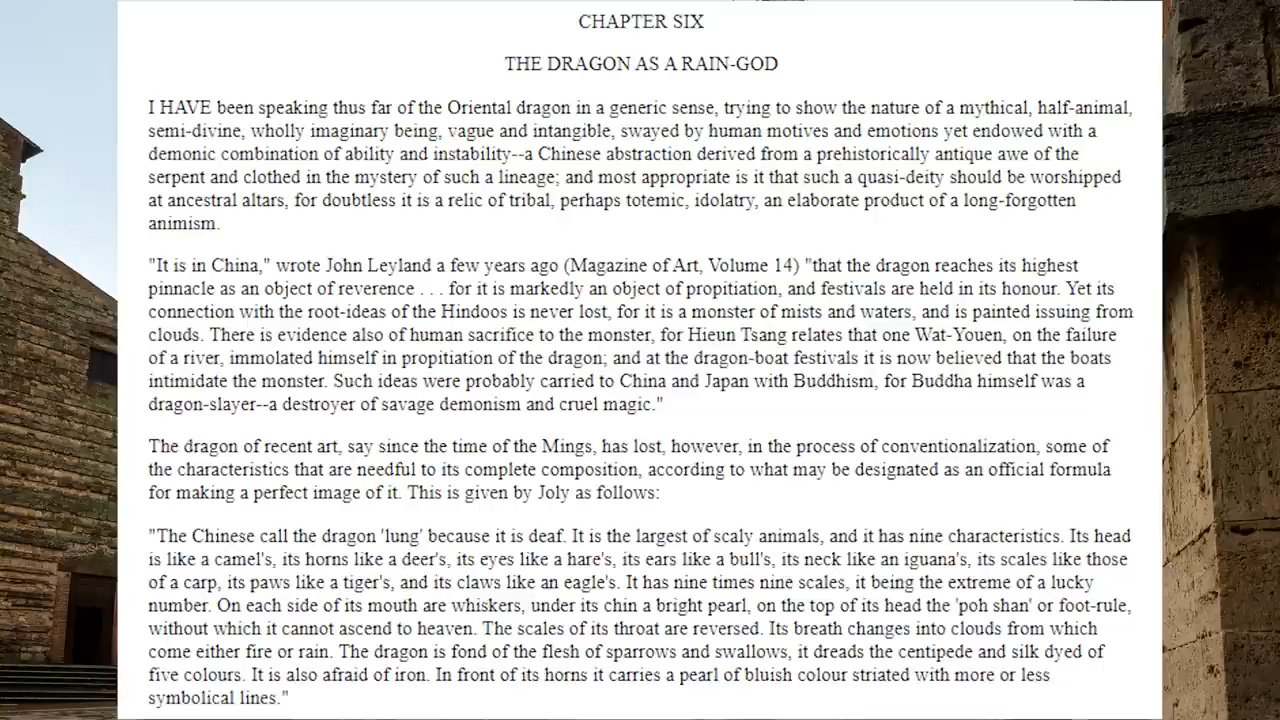 CHAPTER SIX
THE DRAGON AS A RAIN-GOD
I HAVE been speaking thus far of the Oriental dragon in a generic sense, trying to show the nature of a mythical, half-animal,
semi-divine, wholly imaginary being, vague and intangible, swayed by human motives and emotions yet endowed with a
demonic combination of ability and instability--a Chinese abstraction derived from a prehistorically antique awe of the
serpent and clothed in the mystery of such a lineage; and most appropriate is it that such a quasi-deity should be worshipped
at ancestral altars, for doubtless it is a relic of tribal, perhaps totemic, idolatry, an elaborate product of a long-forgotten
animism.
"It is in China," wrote John Leyland a few years ago (Magazine of Art, Volume 14) "that the dragon reaches its highest
pinnacle as an object of reverence . . . for it is markedly an object of propitiation, and festivals are held in its honour. Yet its
connection with the root-ideas of the Hindoos is never lost, for it is a monster of mists and waters, and is painted issuing from
clouds. There is evidence also of human sacrifice to the monster, for Hieun Tsang relates that one Wat-Youen, on the failure
of a river, immolated himself in propitiation of the dragon; and at the dragon-boat festivals it is now believed that the boats
intimidate the monster. Such ideas were probably carried to China and Japan with Buddhism, for Buddha himself was a
dragon-slayer--a destroyer of savage demonism and cruel magic."
The dragon of recent art, say since the time of the Mings, has lost, however, in the process of conventionalization, some of
the characteristics that are needful to its complete composition, according to what may be designated as an official formula
for making a perfect image of it. This is given by Joly as follows:
"The Chinese call the dragon 'lung' because it is deaf. It is the largest of scaly animals, and it has nine characteristics. Its head
is like a camel's, its horns like a deer's, its eyes like a hare's, its ears like a bull's, its neck like an iguana's, its scales like those
of a carp, its paws like a tiger's, and its claws like an eagle's. It has nine times nine scales, it being the extreme of a lucky
number. On each side of its mouth are whiskers, under its chin a bright pearl, on the top of its head the 'poh shan' or foot-rule,
without which it cannot ascend to heaven. The scales of its throat are reversed. Its breath changes into clouds from which
come either fire or rain. The dragon is fond of the flesh of sparrows and swallows, it dreads the centipede and silk dyed of
five colours. It is also afraid of iron. In front of its horns it carries a pearl of bluish colour striated with more or less
symbolical lines."